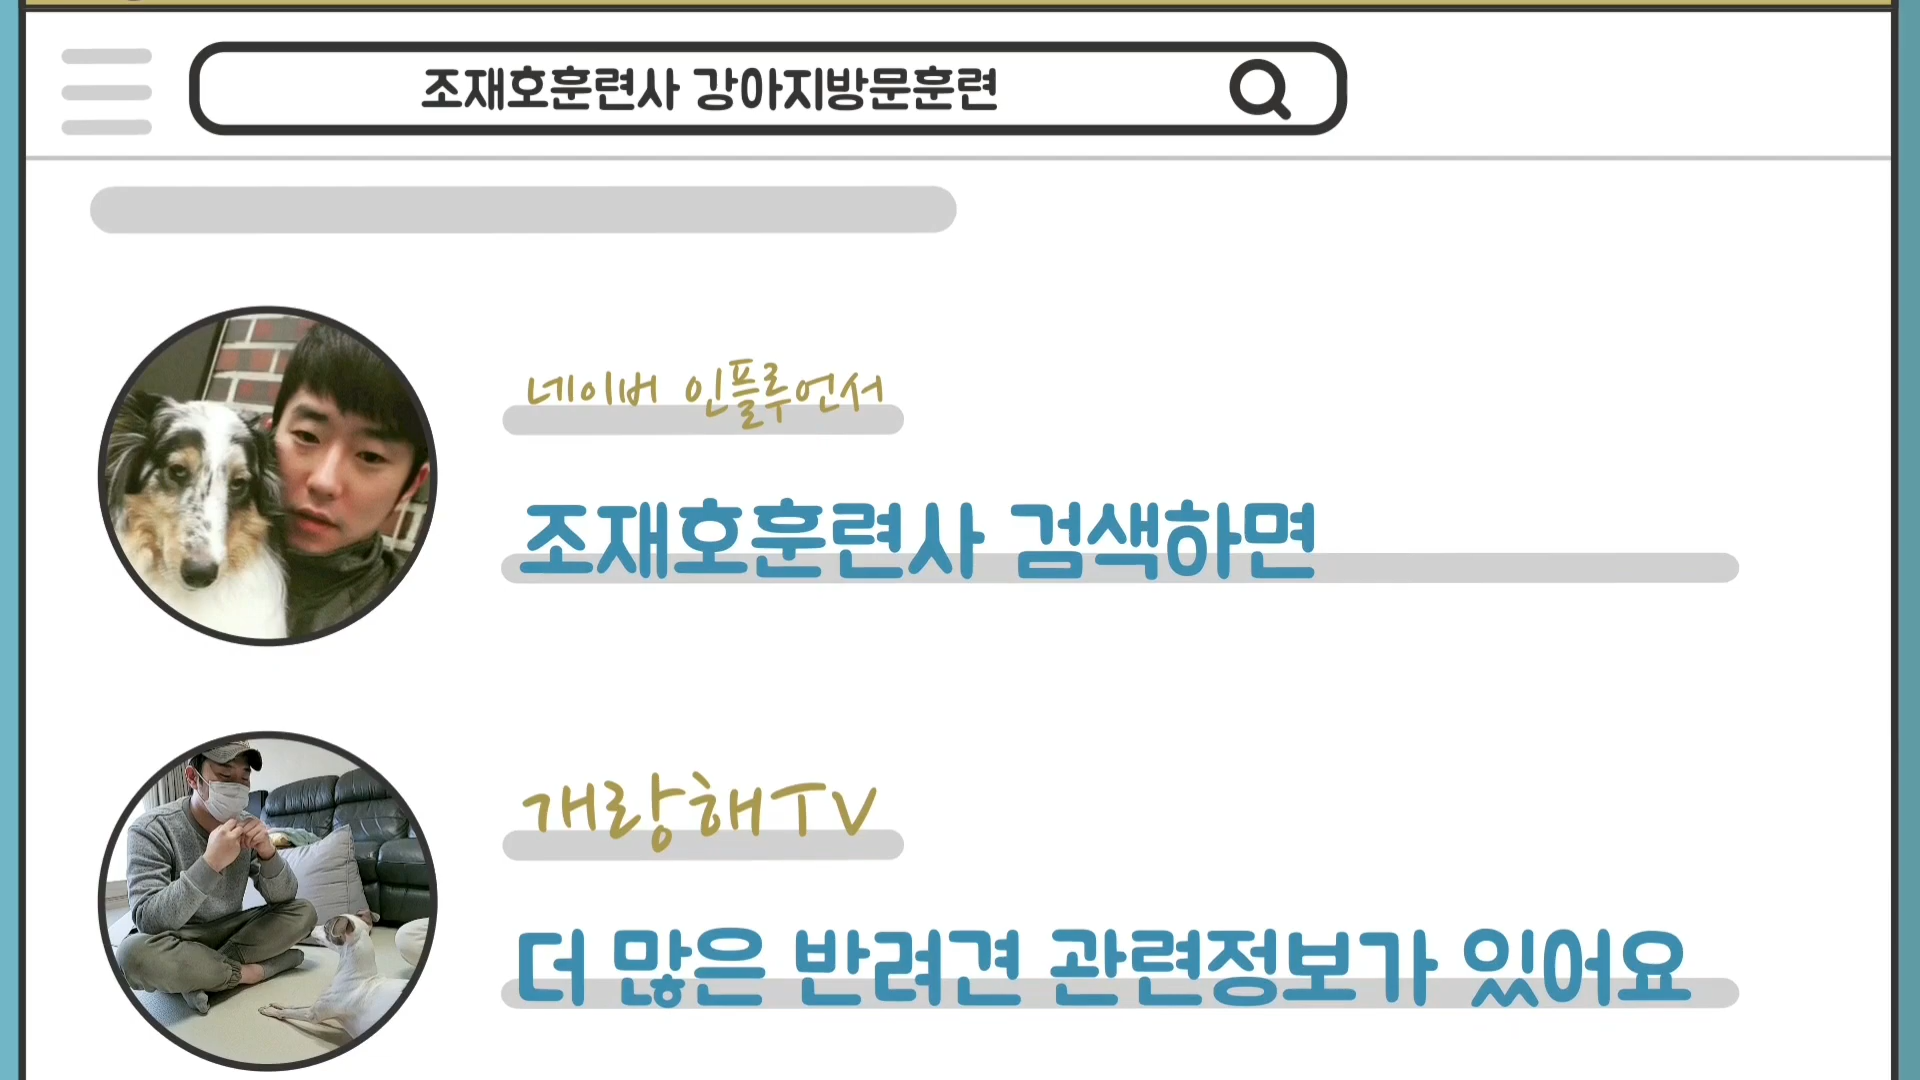 조재호훈련사 강아지방문훈련
네이버 인플루언서
조재호훈련사 검색하면
개랑해TV
더 많은 반려견 관련정보가 있어요